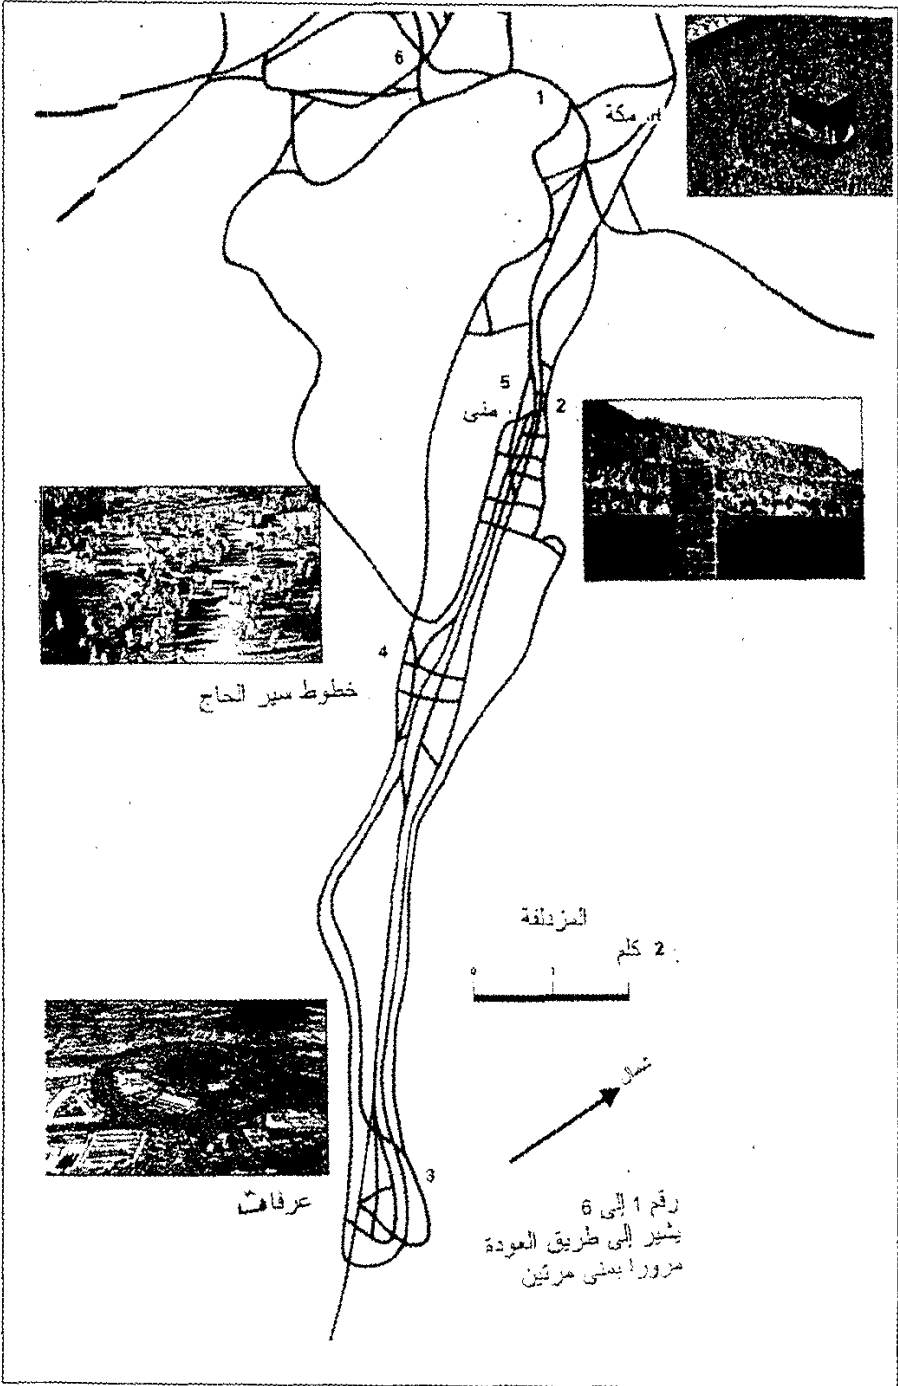 6
1
مكة
5
2
منى
4
خطوط سير الحاج
المزدلفة
2 كلم
0 1
شمال
3
عرفات
رقم 1 إلى 6
يشير إلى طريق العودة
مرورا بمنى مرتين